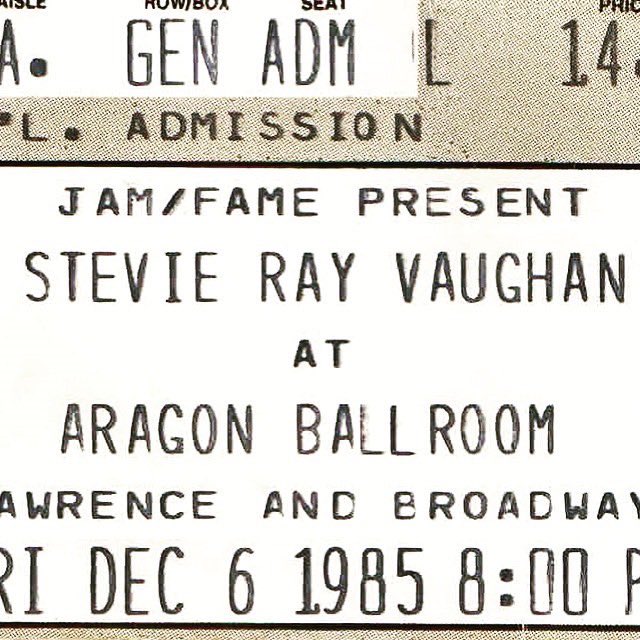 AISLE ROW/BOX SEAT PRIC
A. GEN ADM L 14.
'L. ADMISSION
JAM/FAME PRESENT
STEVIE RAY VAUGHAN
AT
ARAGON BALLROOM
AWRENCE AND BROADWAY
RI DEC 6 1985 8:00 P